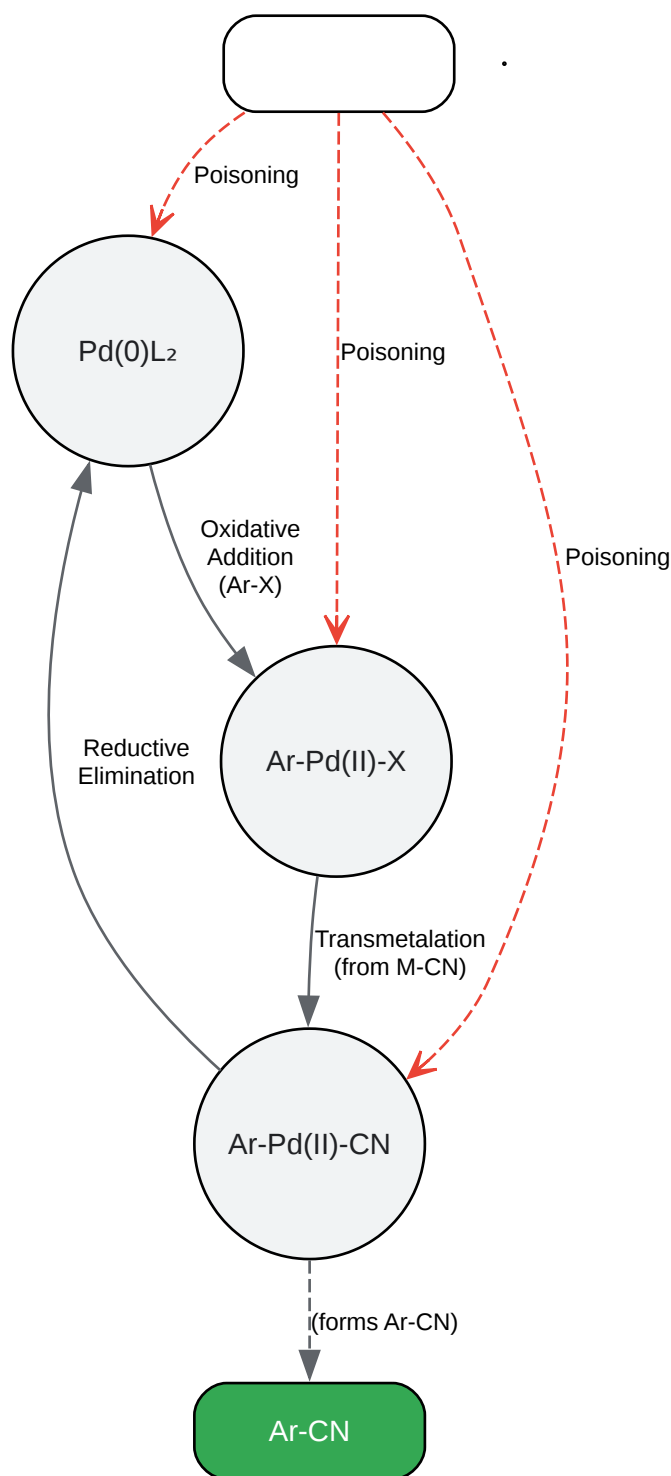 .
Poisoning
Pd(0)L₂
Poisoning
Oxidative
Addition
(Ar-X)
Poisoning
Reductive
Elimination
Ar-Pd(II)-X
Transmetalation
(from M-CN)
Ar-Pd(II)-CN
(forms Ar-CN)
Ar-CN